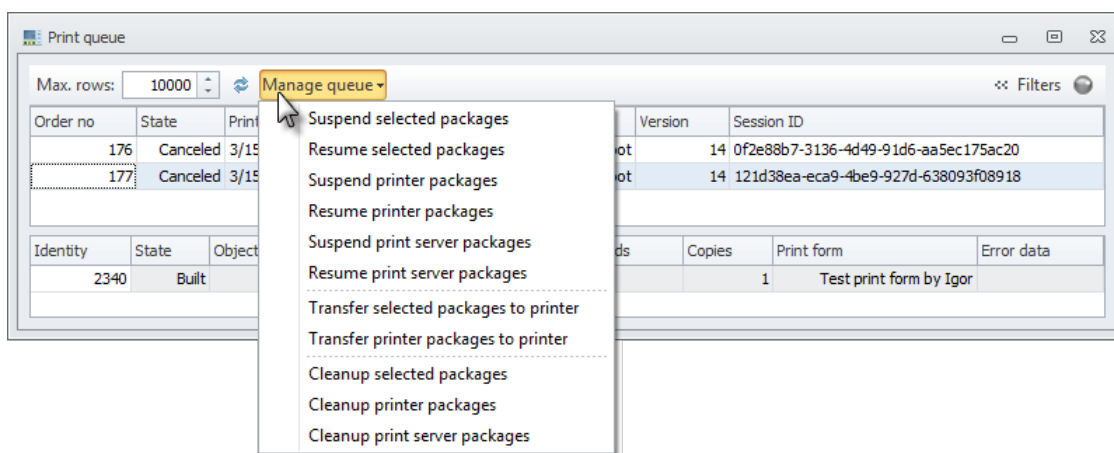 Print queue
Max. rows: 10000 Manage queue Filters
Order no State Print Version Session ID
176 Canceled 3/15 ot 14 0f2e88b7-3136-4d49-91d6-aa5ec175ac20
177 Canceled 3/15 ot 14 121d38ea-eca9-4be9-927d-638093f08918
Identity State Object ds Copies Print form Error data
2340 Built 1 Test print form by Igor
Suspend selected packages
Resume selected packages
Suspend printer packages
Resume printer packages
Suspend print server packages
Resume print server packages
Transfer selected packages to printer
Transfer printer packages to printer
Cleanup selected packages
Cleanup printer packages
Cleanup print server packages